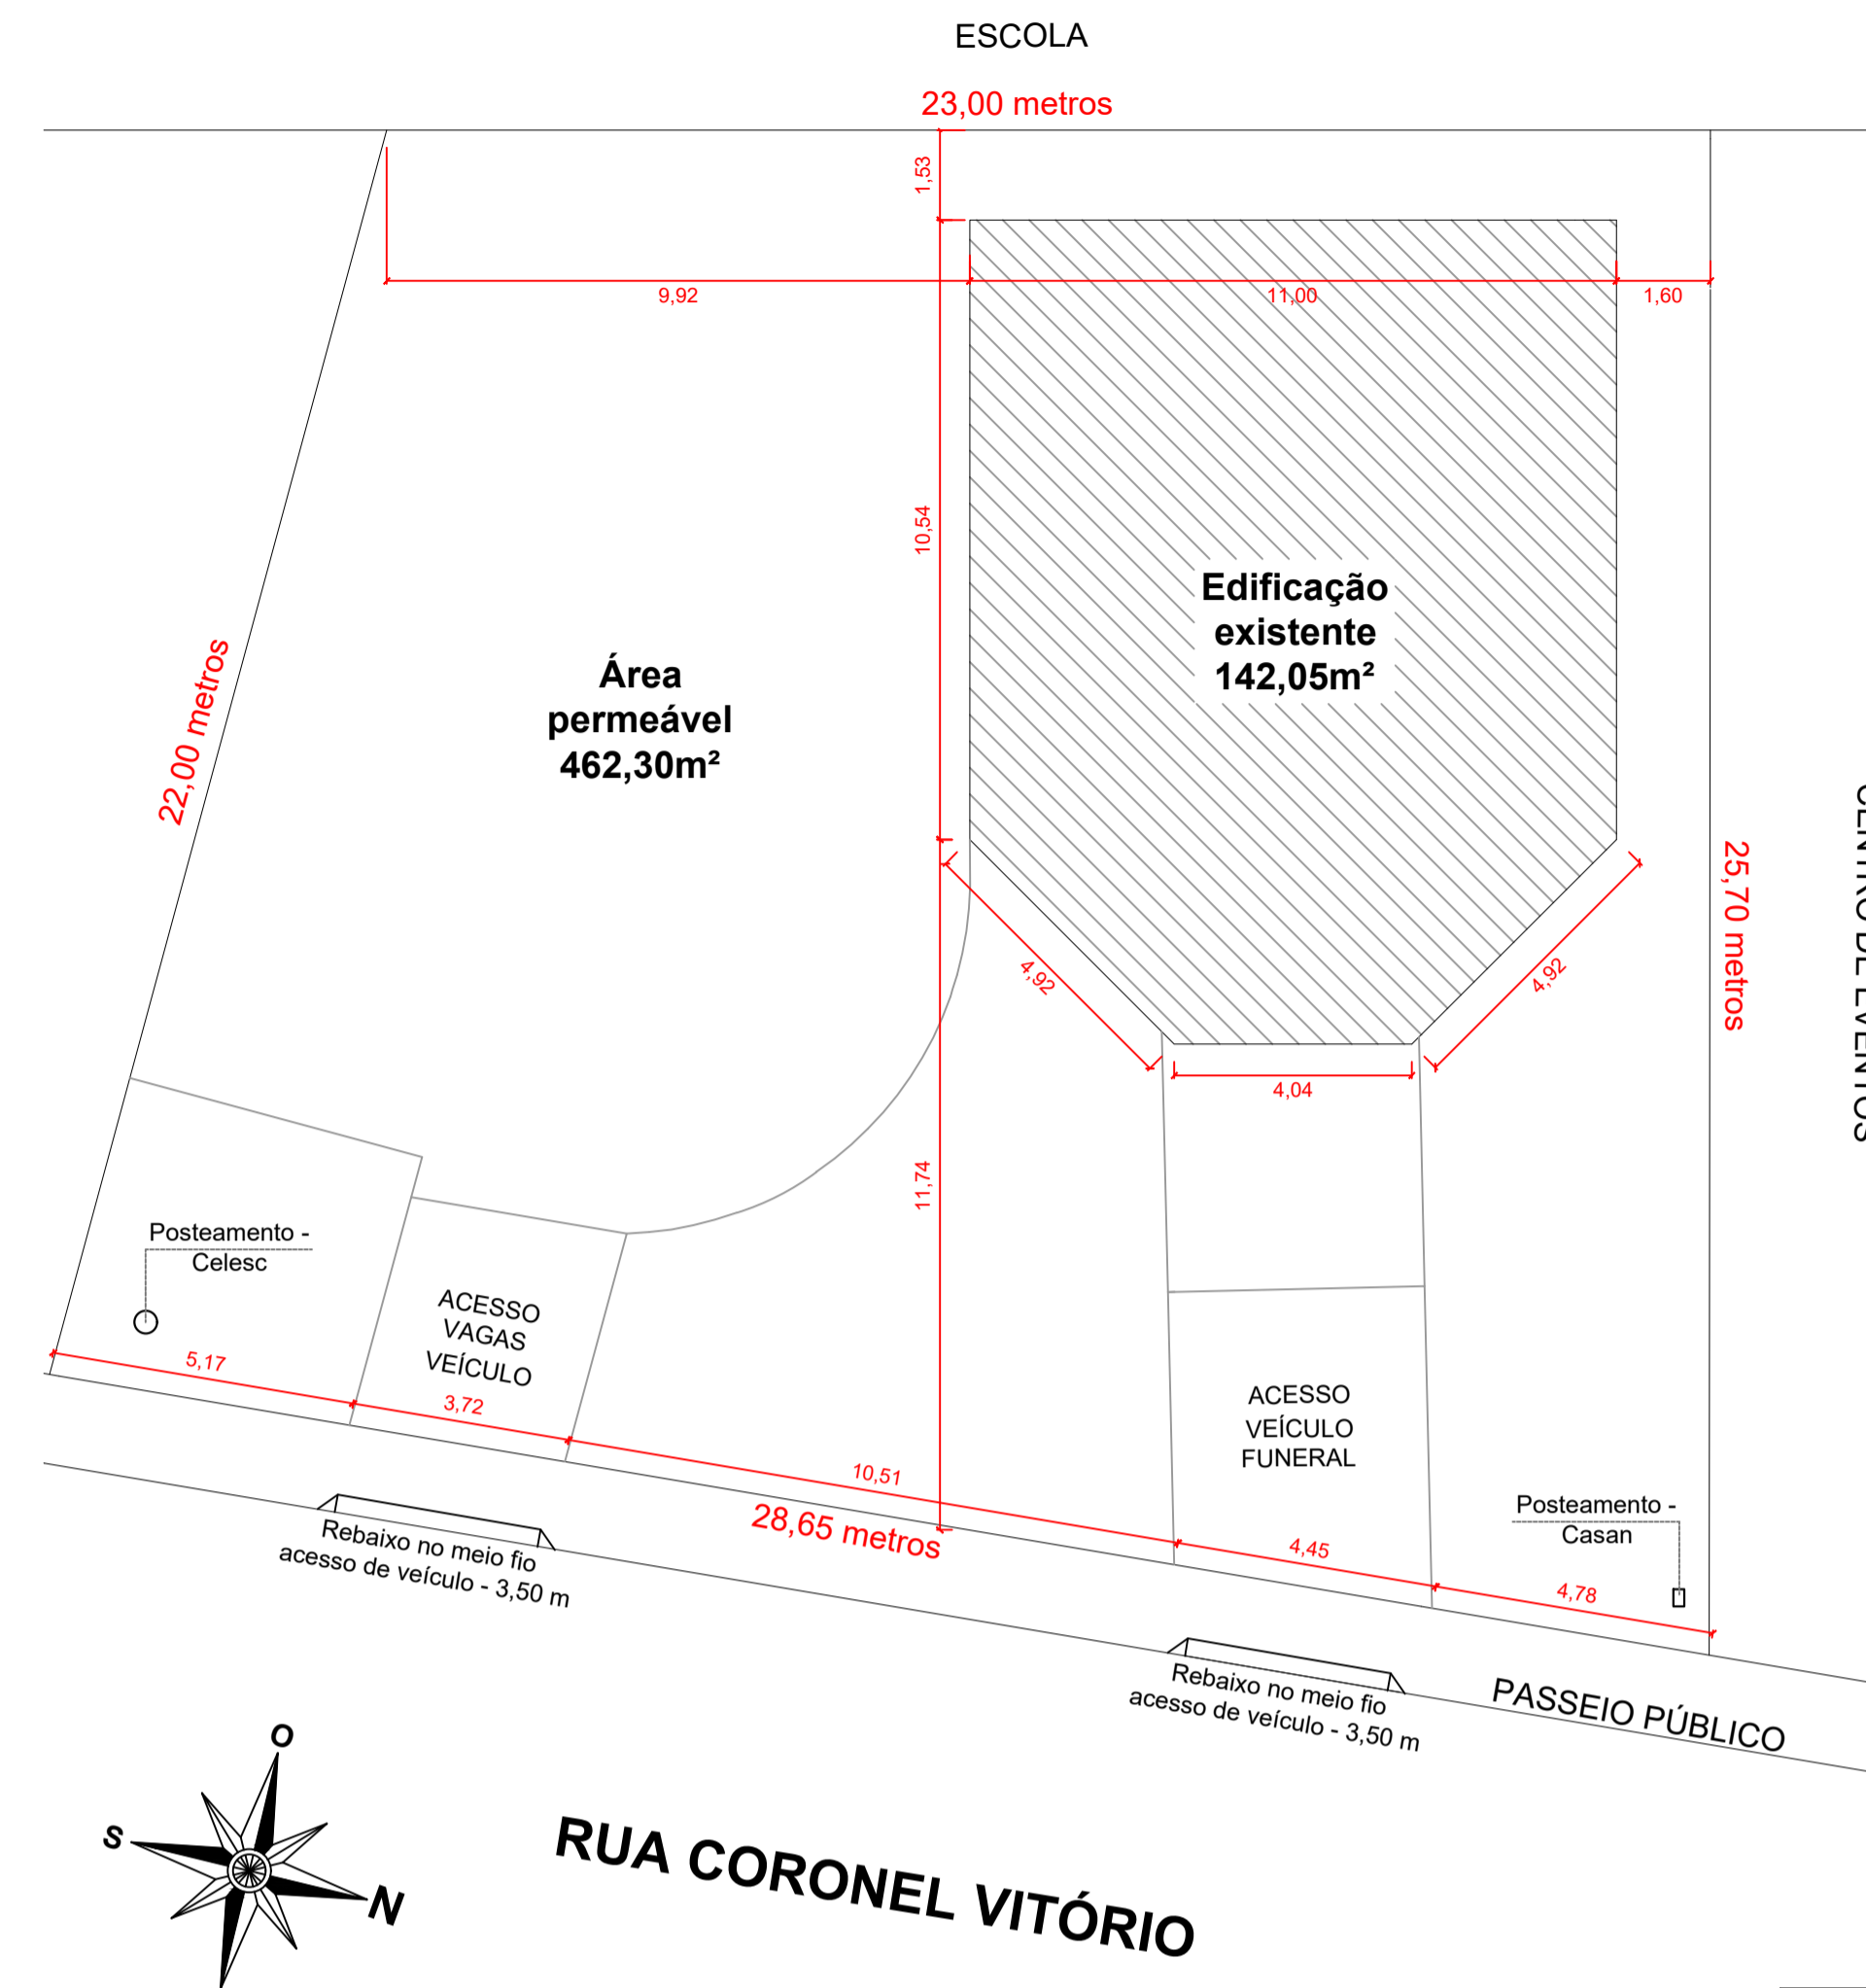 ESCOLA
23,00 metros
1,53
9,92
11,00
1,60
10,54
Edificação
existente
142,05m²
Área
permeável
462,30m²
22,00 metros
25,70 metros
CENTRO DE EVENTOS
4,92
4,92
4,04
11,74
Posteamento -
Celesc
ACESSO
VAGAS
VEÍCULO
5,17
3,72
10,51
28,65 metros
ACESSO
VEÍCULO
FUNERAL
4,45
4,78
Posteamento -
Casan
Rebaixo no meio fio
acesso de veículo - 3,50 m
Rebaixo no meio fio
acesso de veículo - 3,50 m
PASSEIO PÚBLICO
O
S
N
RUA CORONEL VITÓRIO